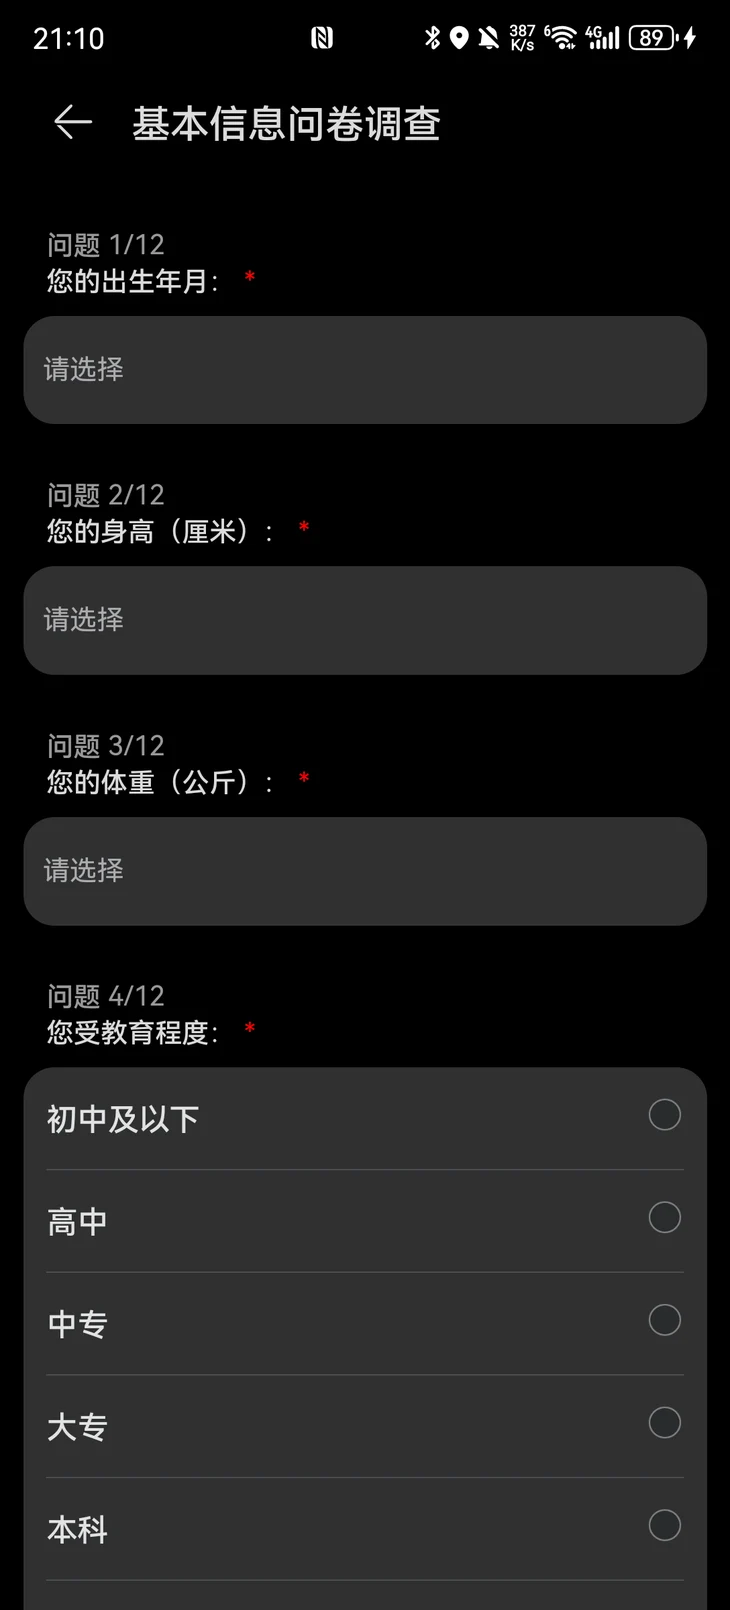 21:10
387 K/s 6 4G 89
基本信息问卷调查
问题 1/12
您的出生年月： *
请选择
问题 2/12
您的身高（厘米）： *
请选择
问题 3/12
您的体重（公斤）： *
请选择
问题 4/12
您受教育程度： *
初中及以下
高中
中专
大专
本科